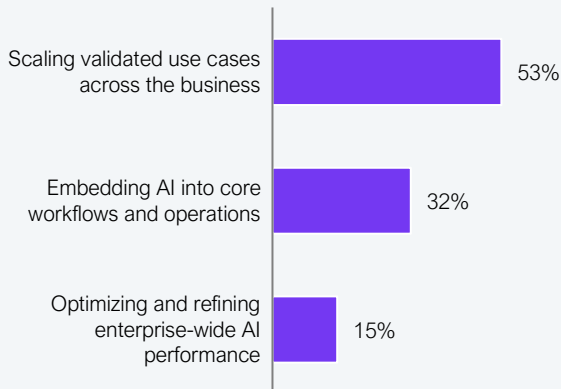 Scaling validated use cases
across the business
53%
Embedding AI into core
workflows and operations
32%
Optimizing and refining
enterprise-wide AI
performance
15%